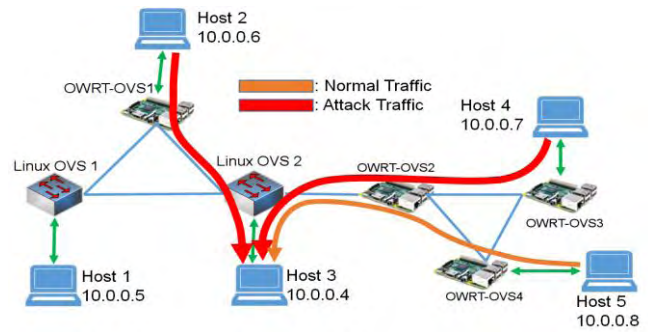 Host 2
10.0.0.6
OWRT-OVS1
: Normal Traffic
: Attack Traffic
Host 4
10.0.0.7
Linux OVS 1
Linux OVS 2
OWRT-OVS2
OWRT-OVS3
Host 1
10.0.0.5
Host 3
10.0.0.4
OWRT-OVS4
Host 5
10.0.0.8